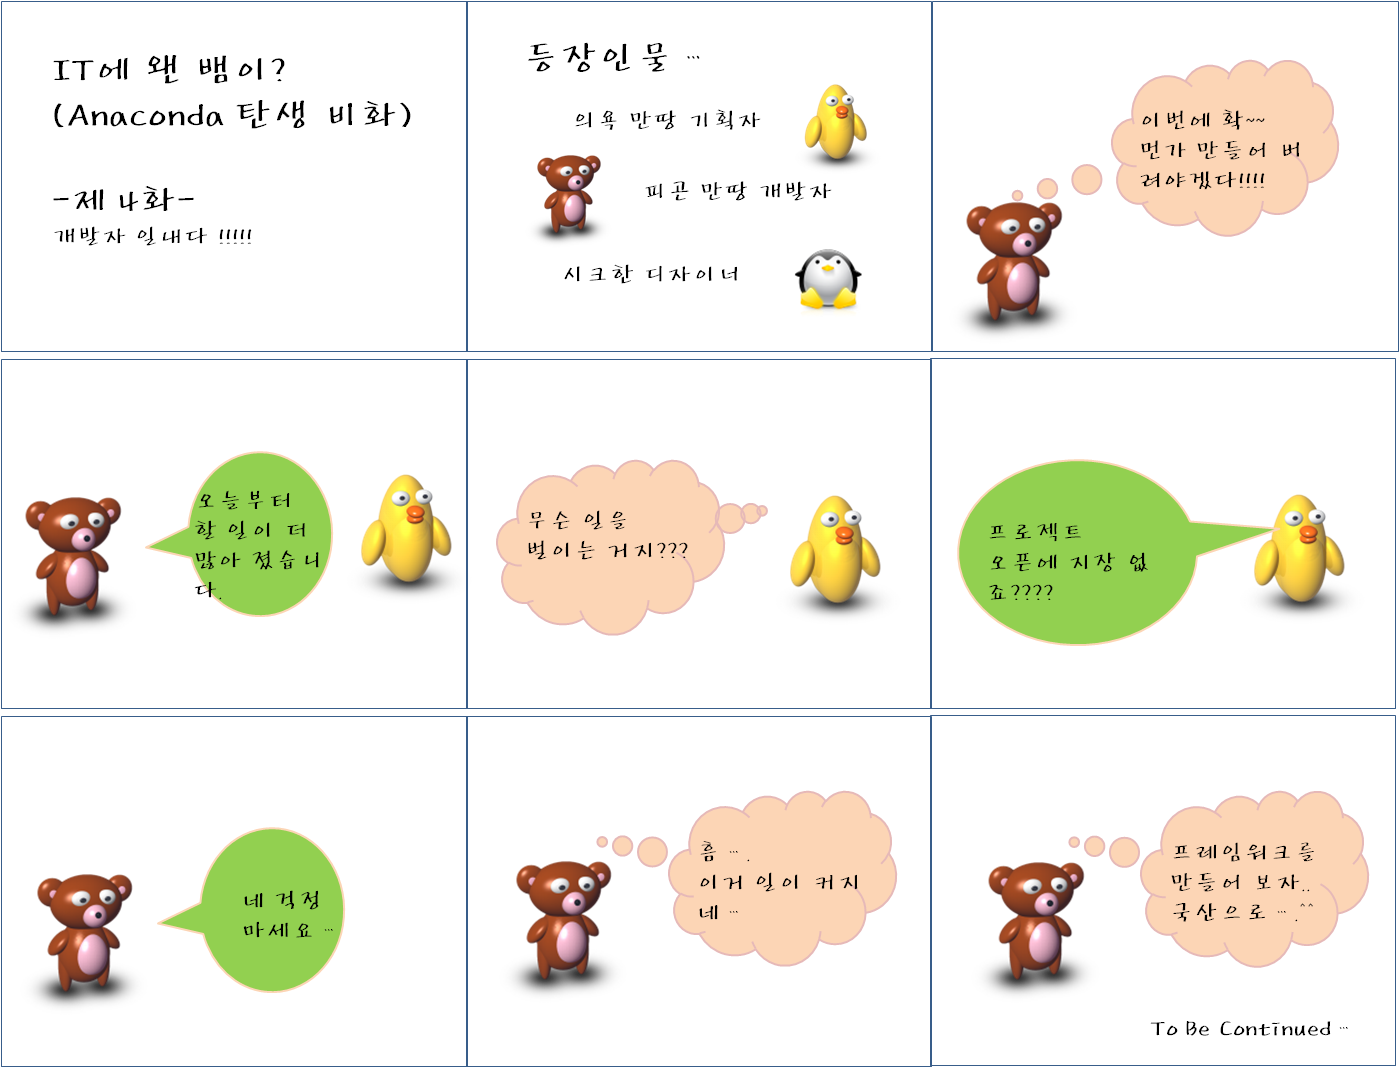 IT에 왠 뱀이?
(Anaconda 탄생 비화)
-제 4화-
개발자 일내다 !!!!!
등장인물 …
의욕 만땅 기획자
피곤 만땅 개발자
시크한 디자이너
이번에 확~~
먼가 만들어 버
려야겠다!!!!
오늘부터
할 일이 더
많아 졌습니
다.
무슨 일을
벌이는 거지???
프로젝트
오픈에 지장 없
죠????
네 걱정
마세요 …
흠 ….
이거 일이 커지
네 …
프레임워크를
만들어 보자..
국산으로 ….^^
To Be Continued …